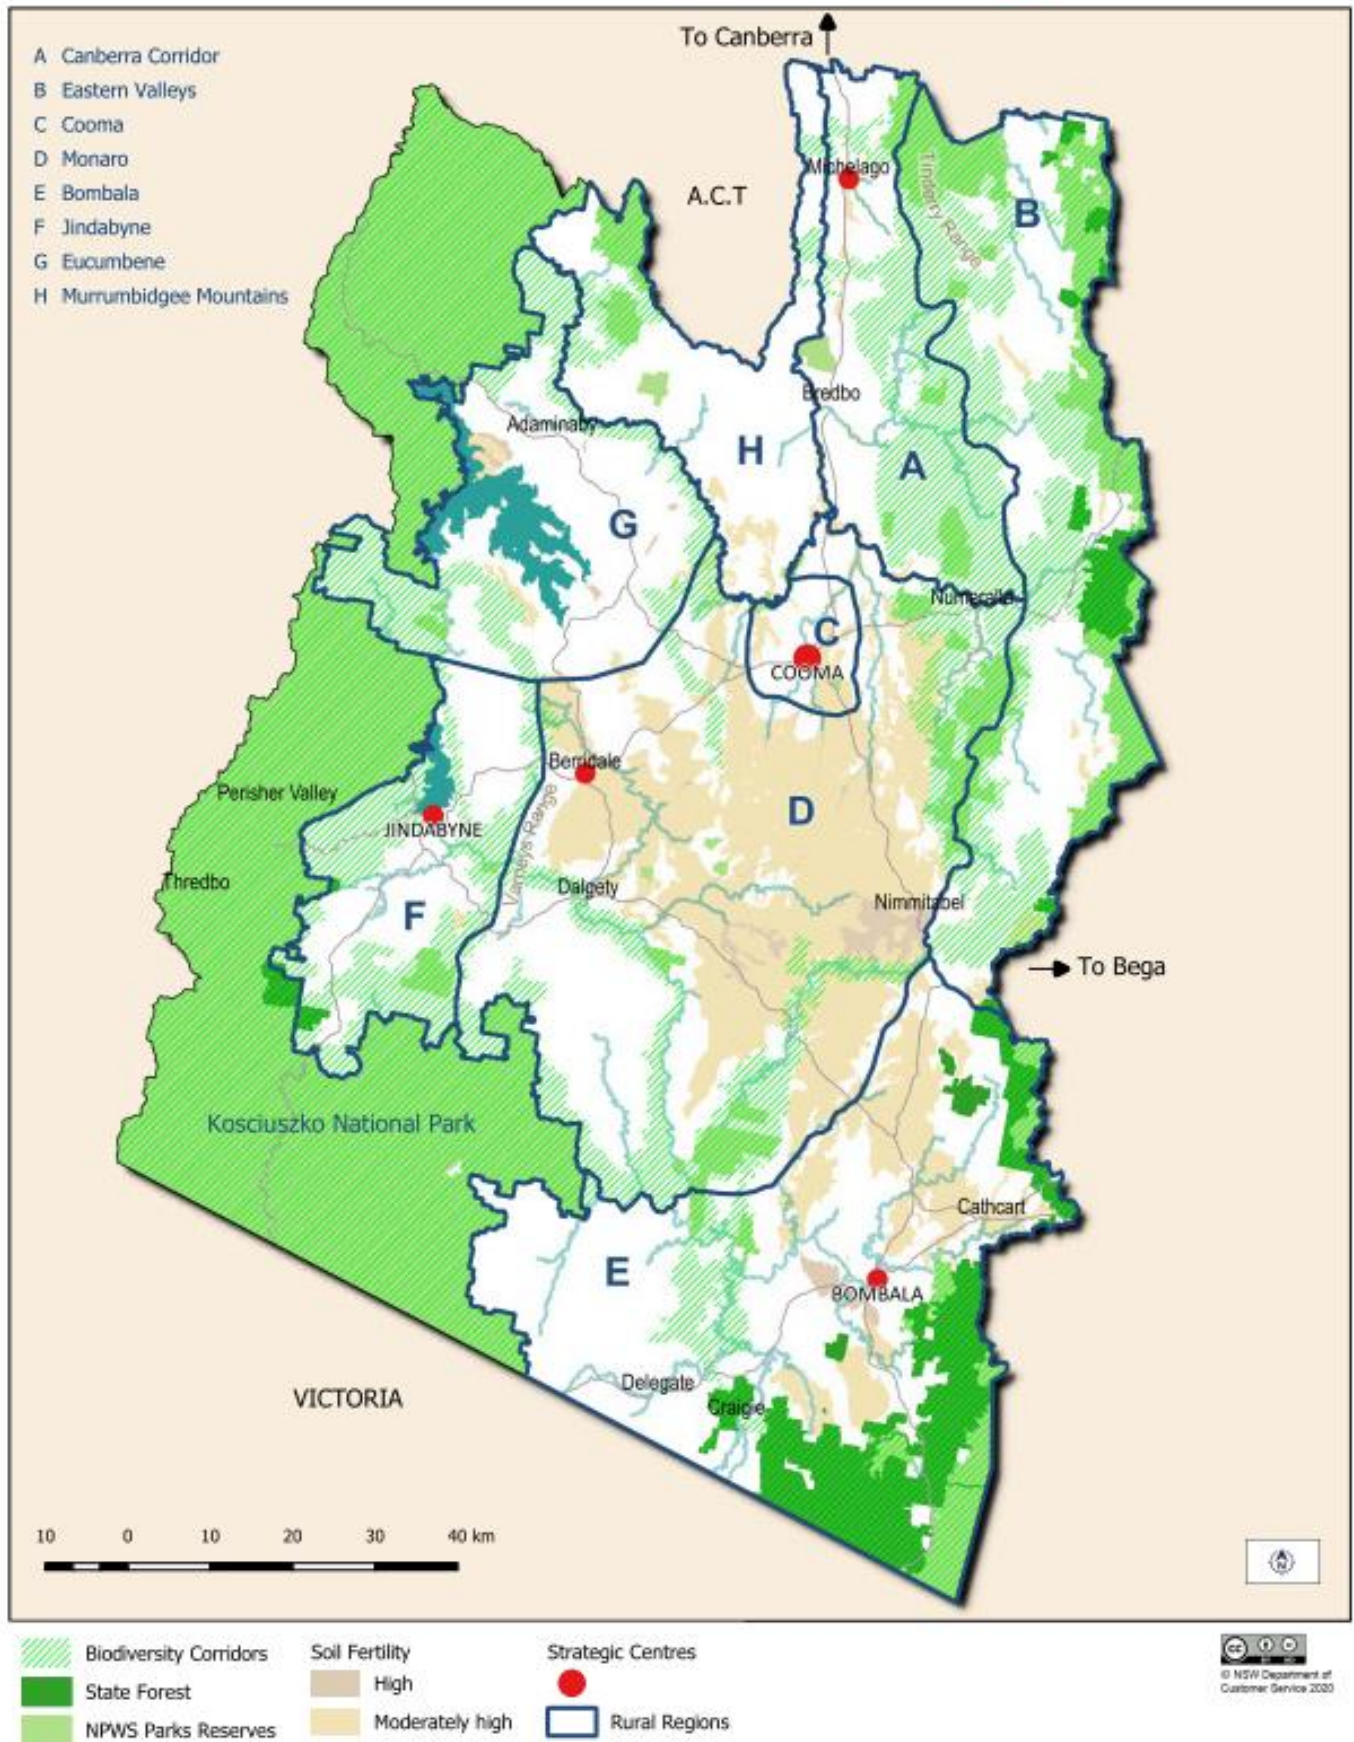 To Canberra
A Canberra Corridor
B Eastern Valleys
C Cooma
D Monaro
E Bombala
F Jindabyne
G Eucumbene
H Murrumbidgee Mountains
A.C.T
Michelago
Tinderry Range
B
Bredbo
Adaminaby
H
A
G
Numeralla
C
COOMA
Berridale
Perisher Valley
D
JINDABYNE
Varneys Range
Thredbo
Dalgety
Nimmitabel
F
To Bega
Kosciuszko National Park
Cathcart
E
BOMBALA
Delegate
VICTORIA
Craigie
10 0 10 20 30 40 km
N
Biodiversity Corridors
State Forest
NPWS Parks Reserves
Soil Fertility
High
Moderately high
Strategic Centres
Rural Regions
cc
© NSW Department of
Customer Service 2020